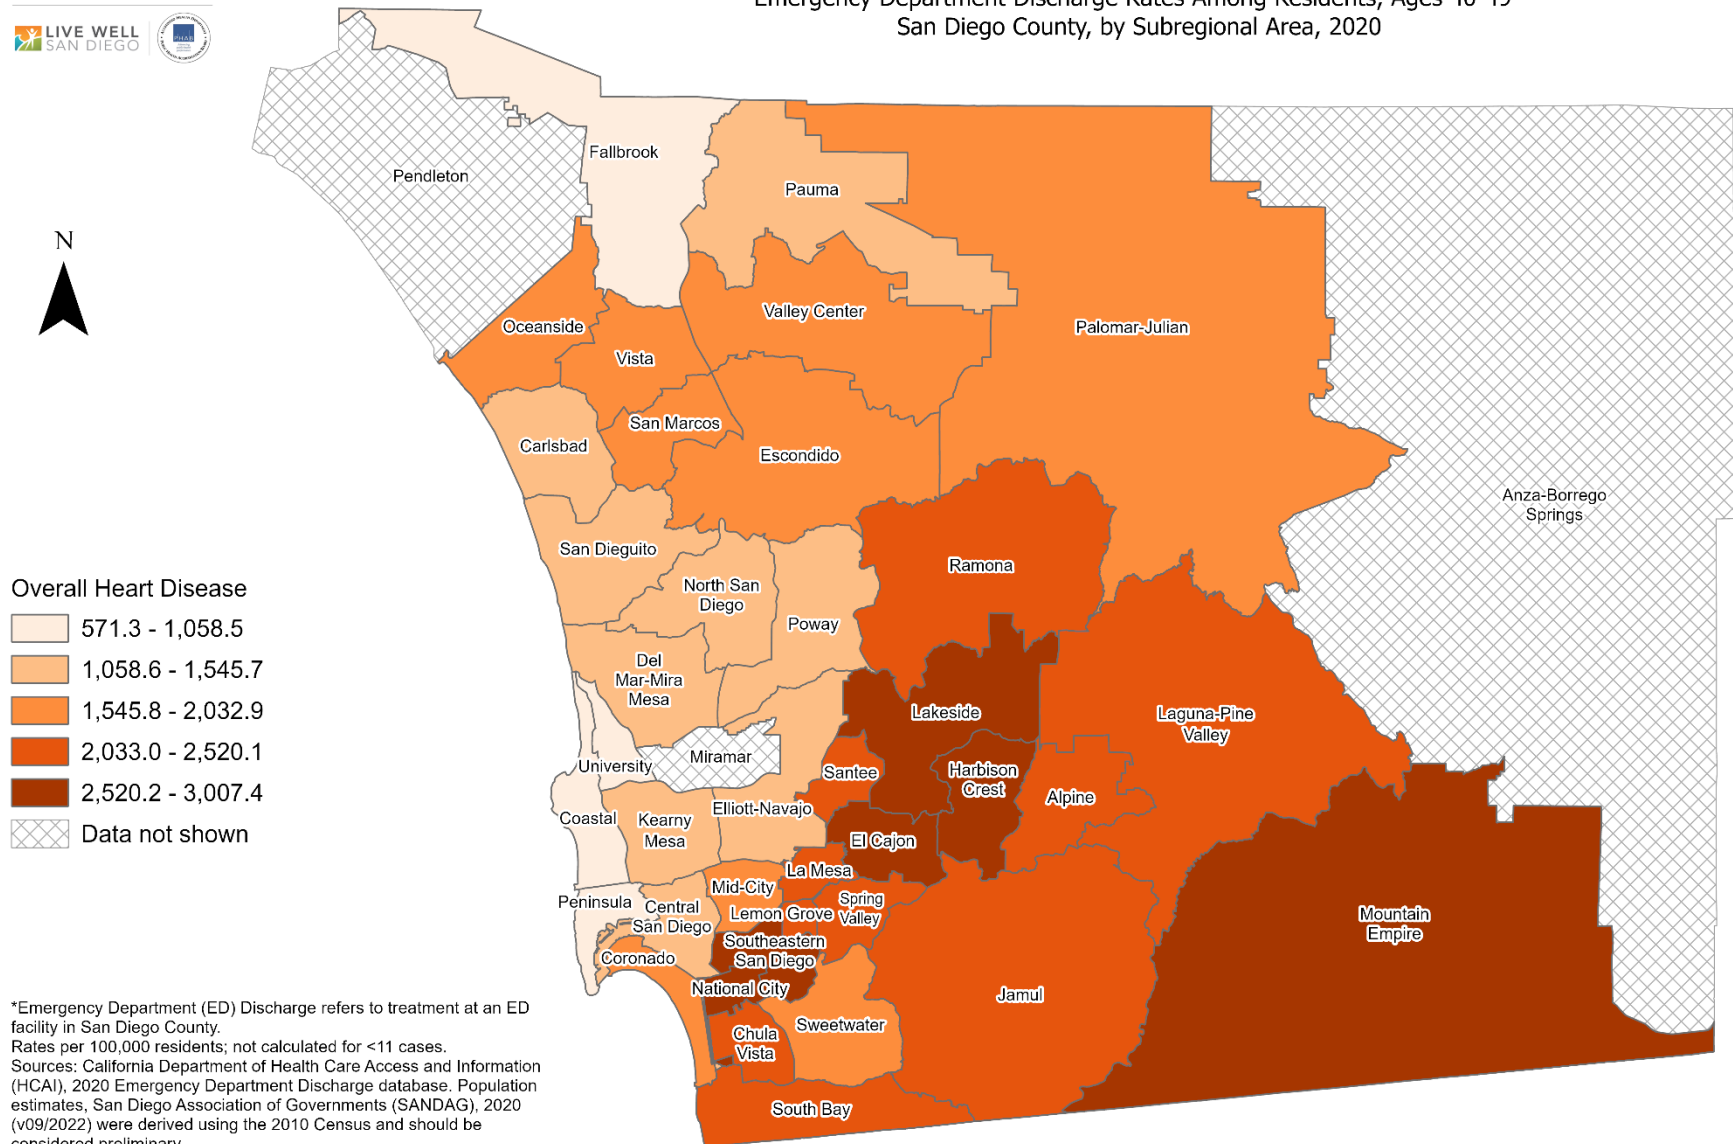 LIVE WELL
SAN DIEGO
PHAB
San Diego County, by Subregional Area, 2020
N
Fallbrook
Pendleton
Pauma
Valley Center
Oceanside
Palomar-Julian
Vista
San Marcos
Carlsbad
Escondido
Anza-Borrego
Springs
San Dieguito
Ramona
North San
Diego
Poway
Del
Mar-Mira
Mesa
Lakeside
Laguna-Pine
Valley
Miramar
University
Santee
Harbison
Crest
Alpine
Elliott-Navajo
Coastal
Kearny
Mesa
El Cajon
La Mesa
Mid-City
Peninsula
Central
San Diego
Lemon Grove
Spring
Valley
Mountain
Empire
Southeastern
San Diego
Coronado
National City
Jamul
Sweetwater
Chula
Vista
South Bay
Overall Heart Disease
571.3 - 1,058.5
1,058.6 - 1,545.7
1,545.8 - 2,032.9
2,033.0 - 2,520.1
2,520.2 - 3,007.4
Data not shown
*Emergency Department (ED) Discharge refers to treatment at an ED
facility in San Diego County.
Rates per 100,000 residents; not calculated for <11 cases.
Sources: California Department of Health Care Access and Information
(HCAI), 2020 Emergency Department Discharge database. Population
estimates, San Diego Association of Governments (SANDAG), 2020
(v09/2022) were derived using the 2010 Census and should be
considered preliminary.